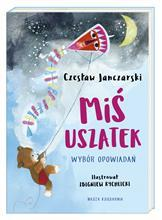 Czesław Janczarski
MIŚ
USZATEK
WYBÓR OPOWIADAŃ
Ilustrował
ZBIGNIEW RYCHLICKI
NASZA KSIĘGARNIA